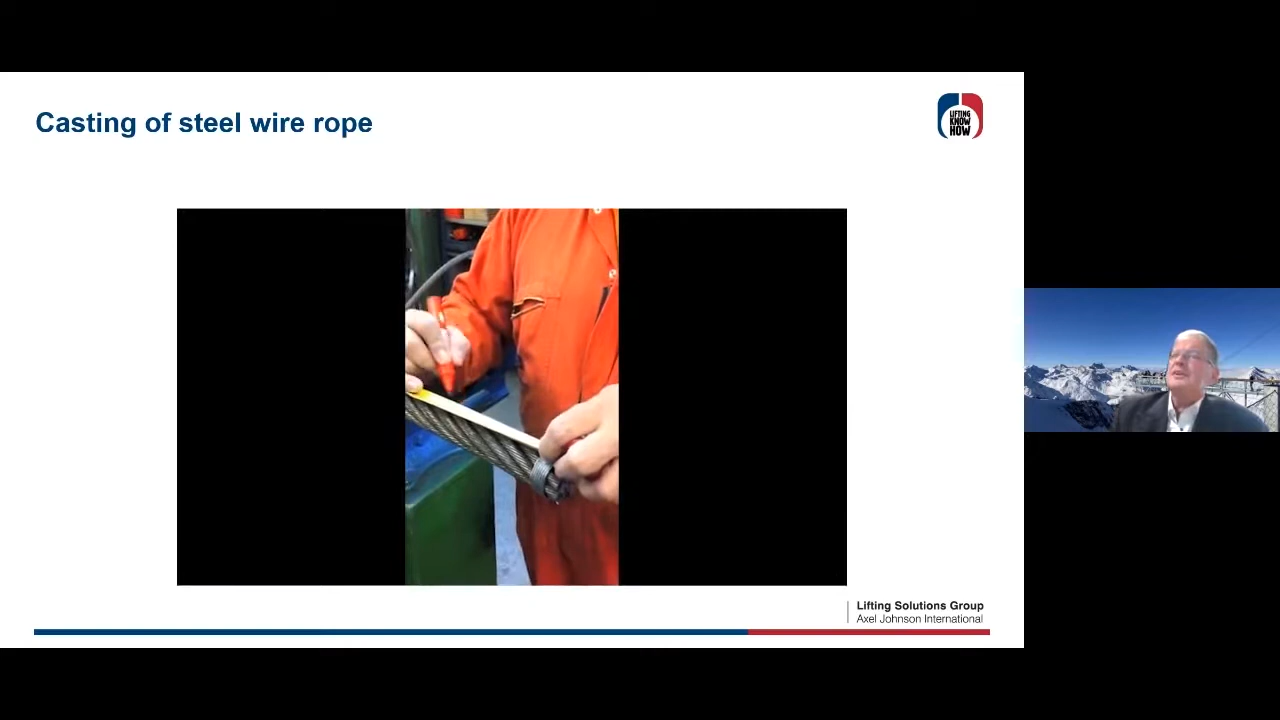 Casting of steel wire rope
LIFTING
KNOW
HOW
Lifting Solutions Group
Axel Johnson International